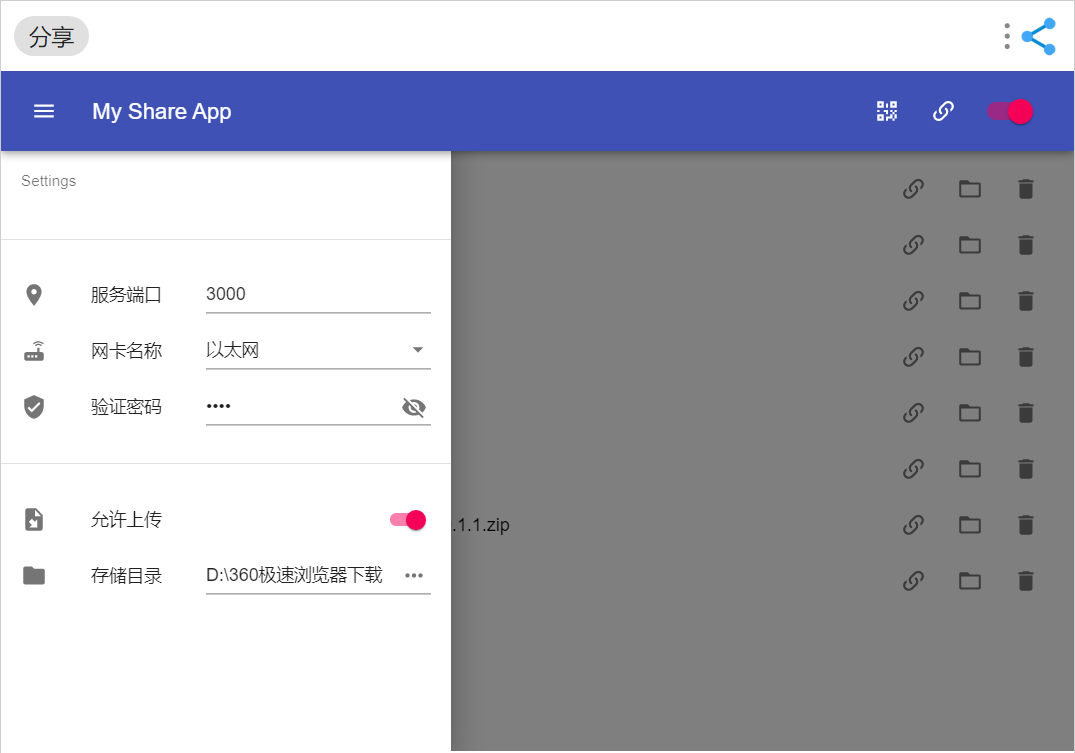 分享
My Share App
Settings
服务端口 3000
网卡名称 以太网
验证密码 ••••
.1.1.zip
允许上传
存储目录 D:\360极速浏览器下载 •••